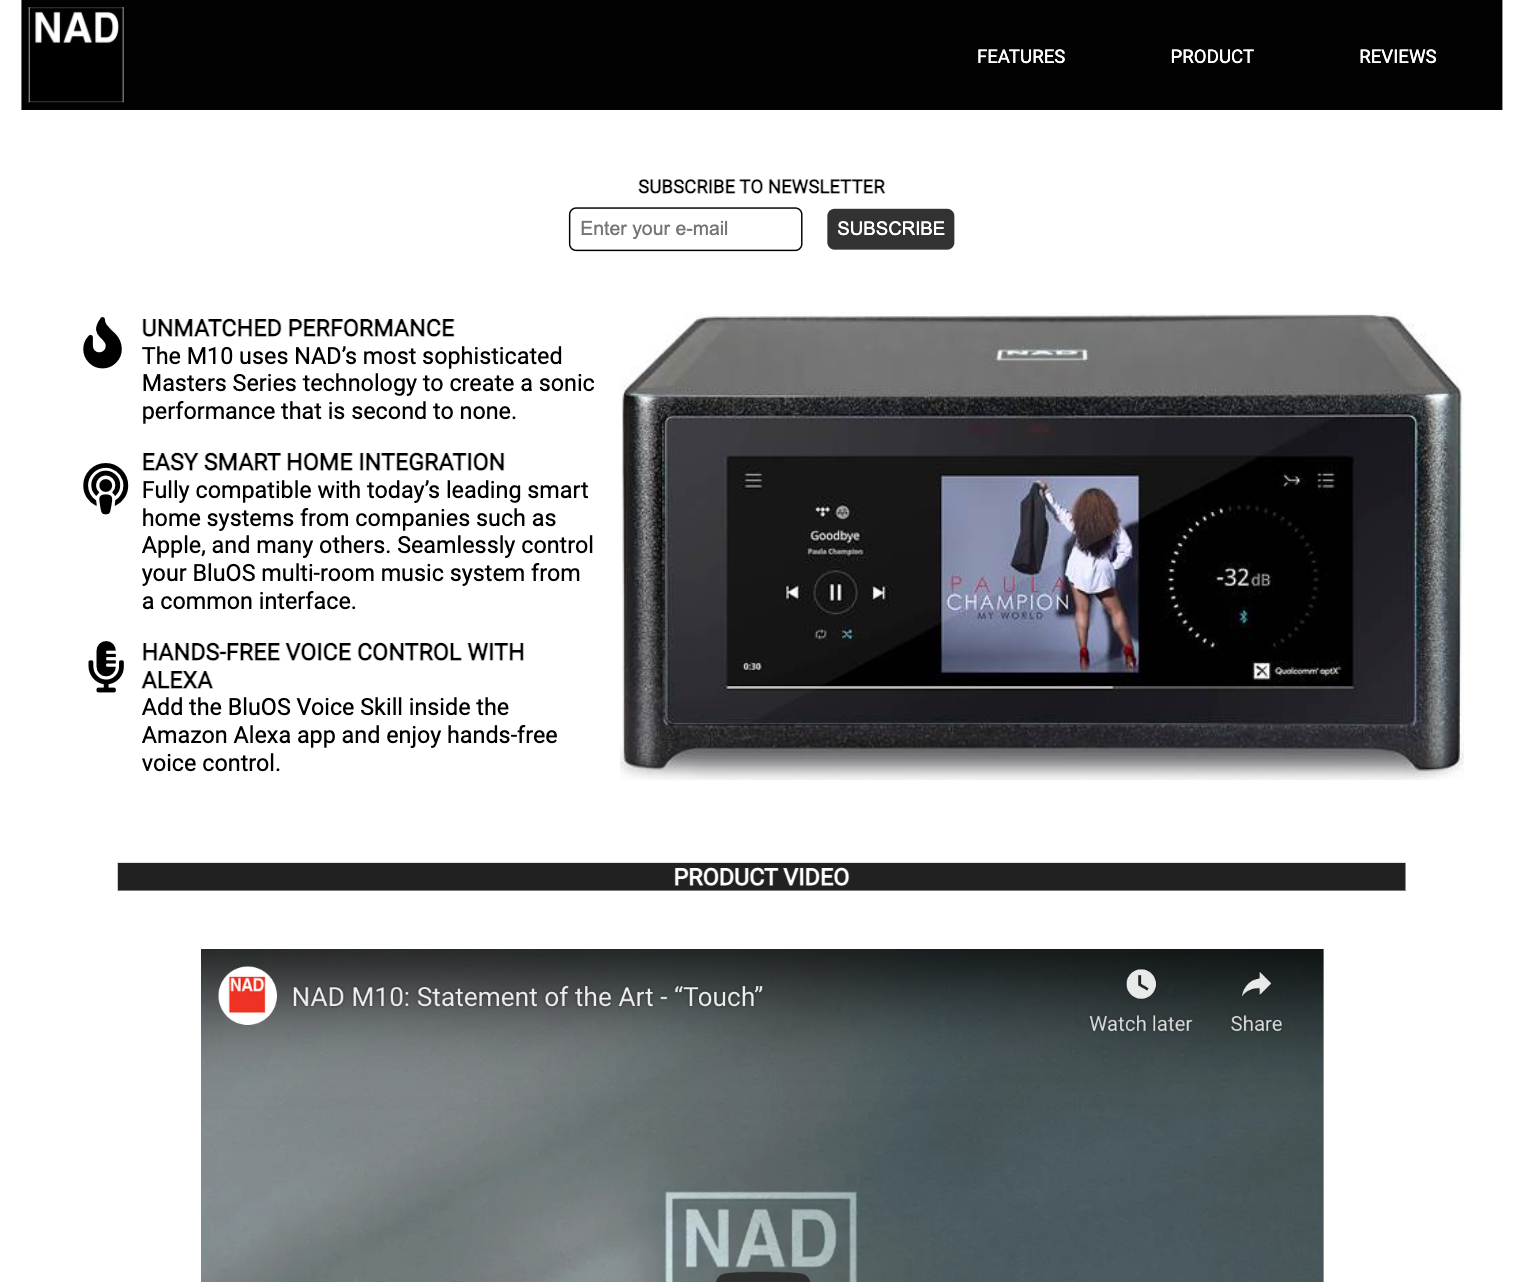 NAD
FEATURES
PRODUCT
REVIEWS
SUBSCRIBE TO NEWSLETTER
Enter your e-mail
SUBSCRIBE
UNMATCHED PERFORMANCE
The M10 uses NAD’s most sophisticated
Masters Series technology to create a sonic
performance that is second to none.
EASY SMART HOME INTEGRATION
Fully compatible with today’s leading smart
home systems from companies such as
Apple, and many others. Seamlessly control
your BluOS multi-room music system from
a common interface.
HANDS-FREE VOICE CONTROL WITH
ALEXA
Add the BluOS Voice Skill inside the
Amazon Alexa app and enjoy hands-free
voice control.
NAD
Goodbye
Paula Champion
0:30
PAULA
CHAMPION
MY WORLD
-32dB
Qualcomm® aptX™
PRODUCT VIDEO
NAD
NAD M10: Statement of the Art - “Touch”
Watch later
Share
NAD